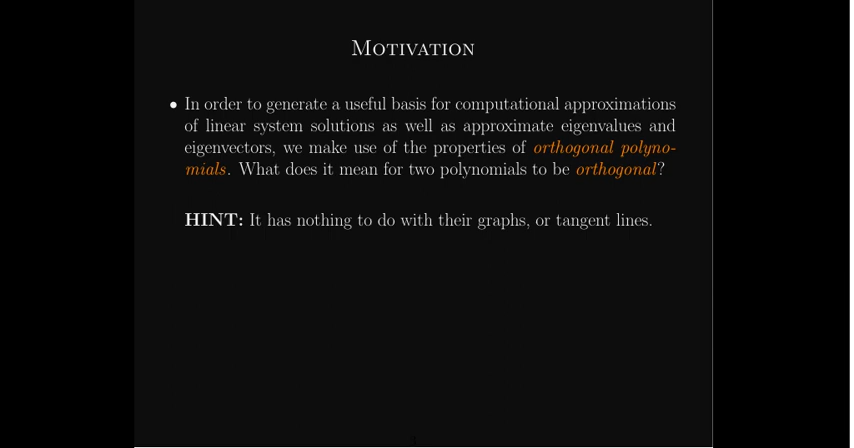 MOTIVATION
• In order to generate a useful basis for computational approximations
of linear system solutions as well as approximate eigenvalues and
eigenvectors, we make use of the properties of orthogonal polyno-
mials. What does it mean for two polynomials to be orthogonal?
HINT: It has nothing to do with their graphs, or tangent lines.